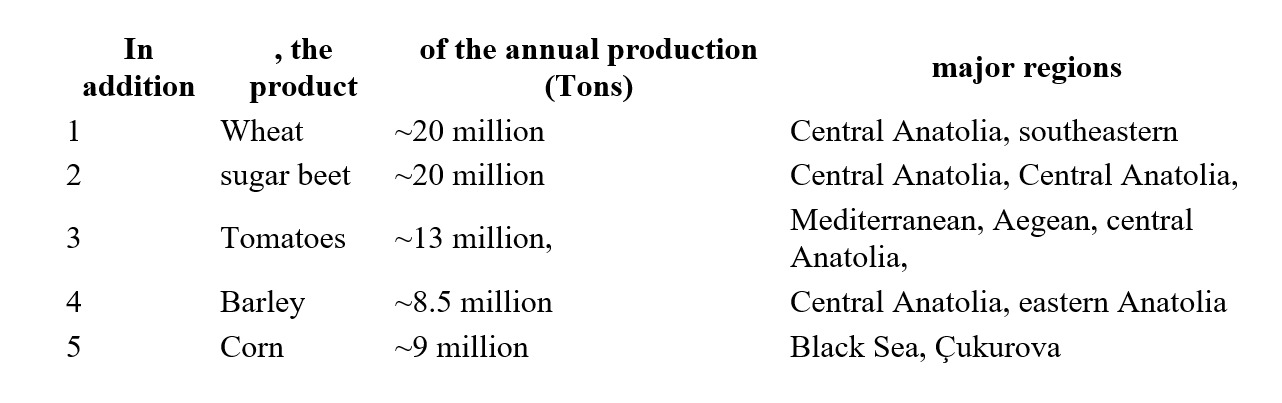 In addition , the product of the annual production (Tons) major regions
1 Wheat ~20 million Central Anatolia, southeastern
2 sugar beet ~20 million Central Anatolia, Central Anatolia,
3 Tomatoes ~13 million, Mediterranean, Aegean, central Anatolia,
4 Barley ~8.5 million Central Anatolia, eastern Anatolia
5 Corn ~9 million Black Sea, Çukurova